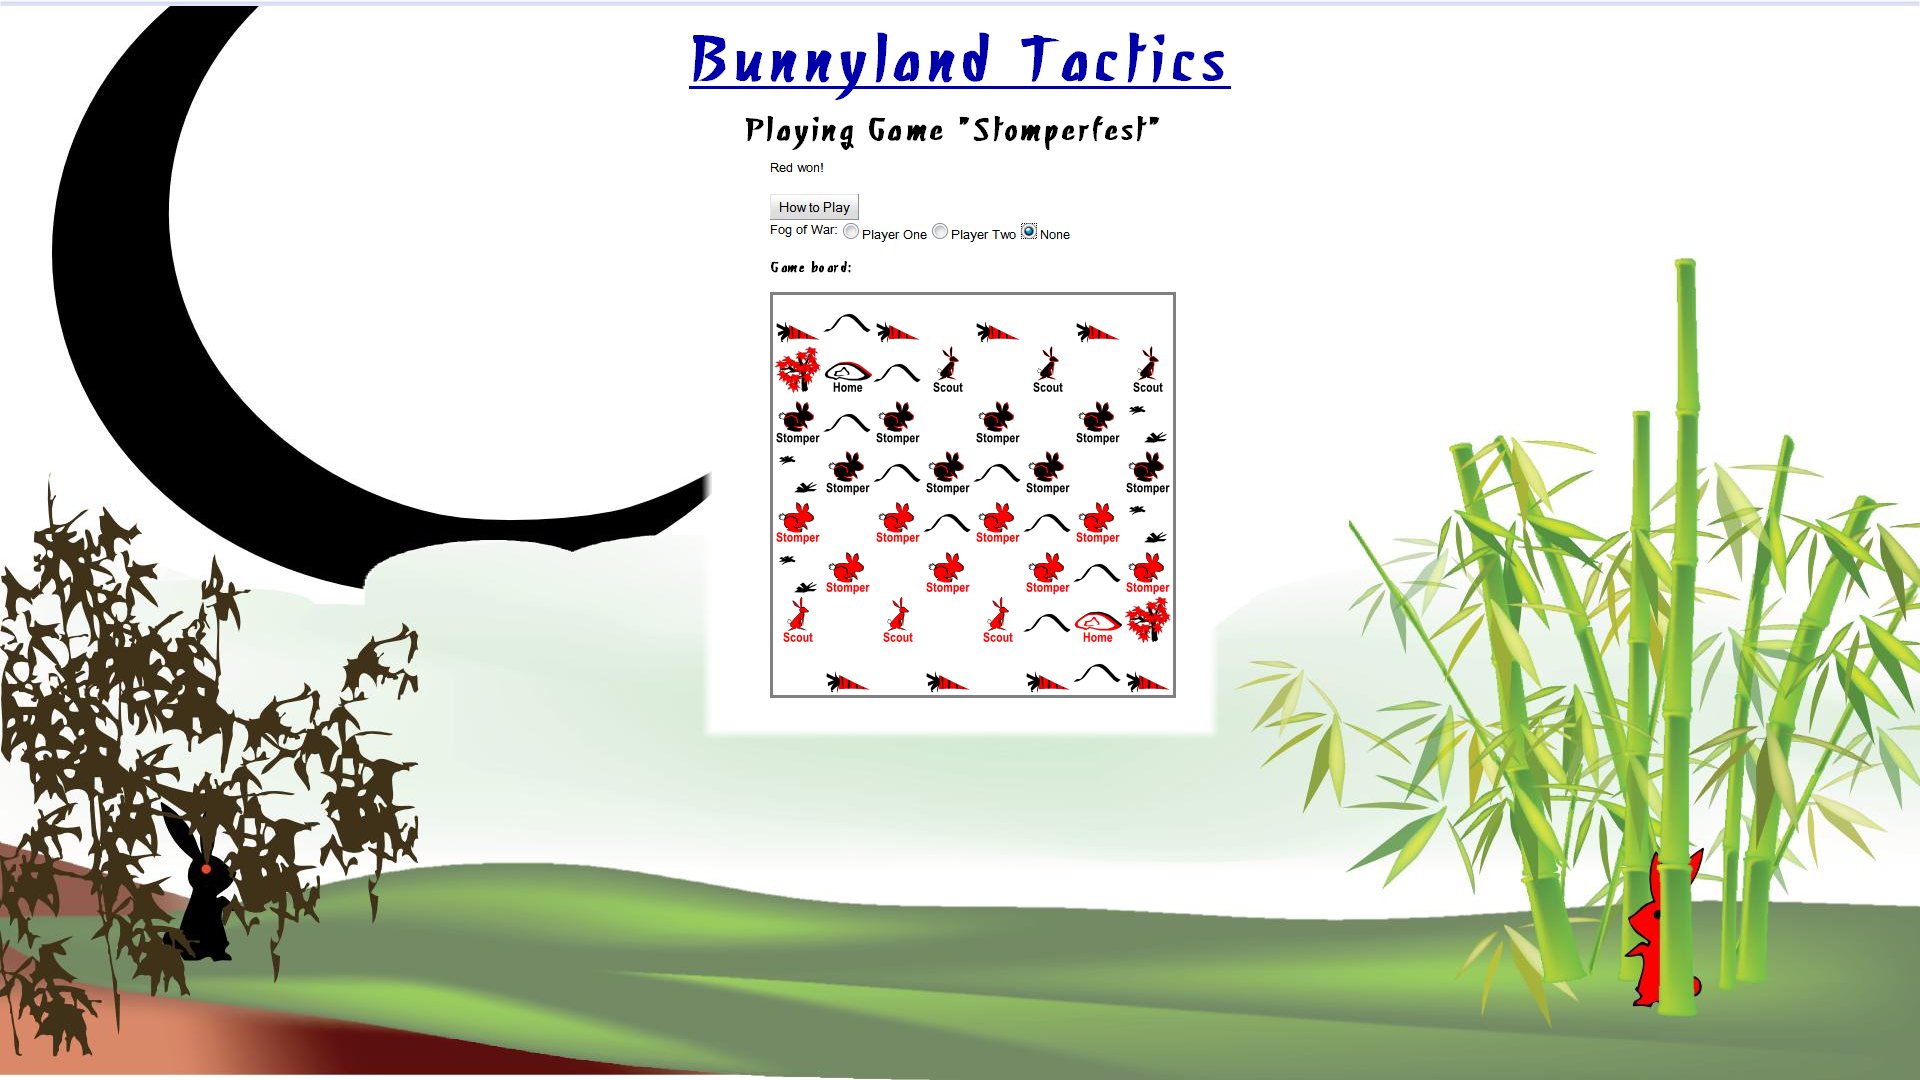 Bunnyland Tactics
Playing Game "Stomperfest"
Red won!
How to Play
Fog of War: Player One Player Two None
Game board:
Home Scout Scout Scout
Stomper Stomper Stomper Stomper
Stomper Stomper Stomper Stomper
Stomper Stomper Stomper Stomper
Stomper Stomper Stomper Stomper
Scout Scout Scout Home